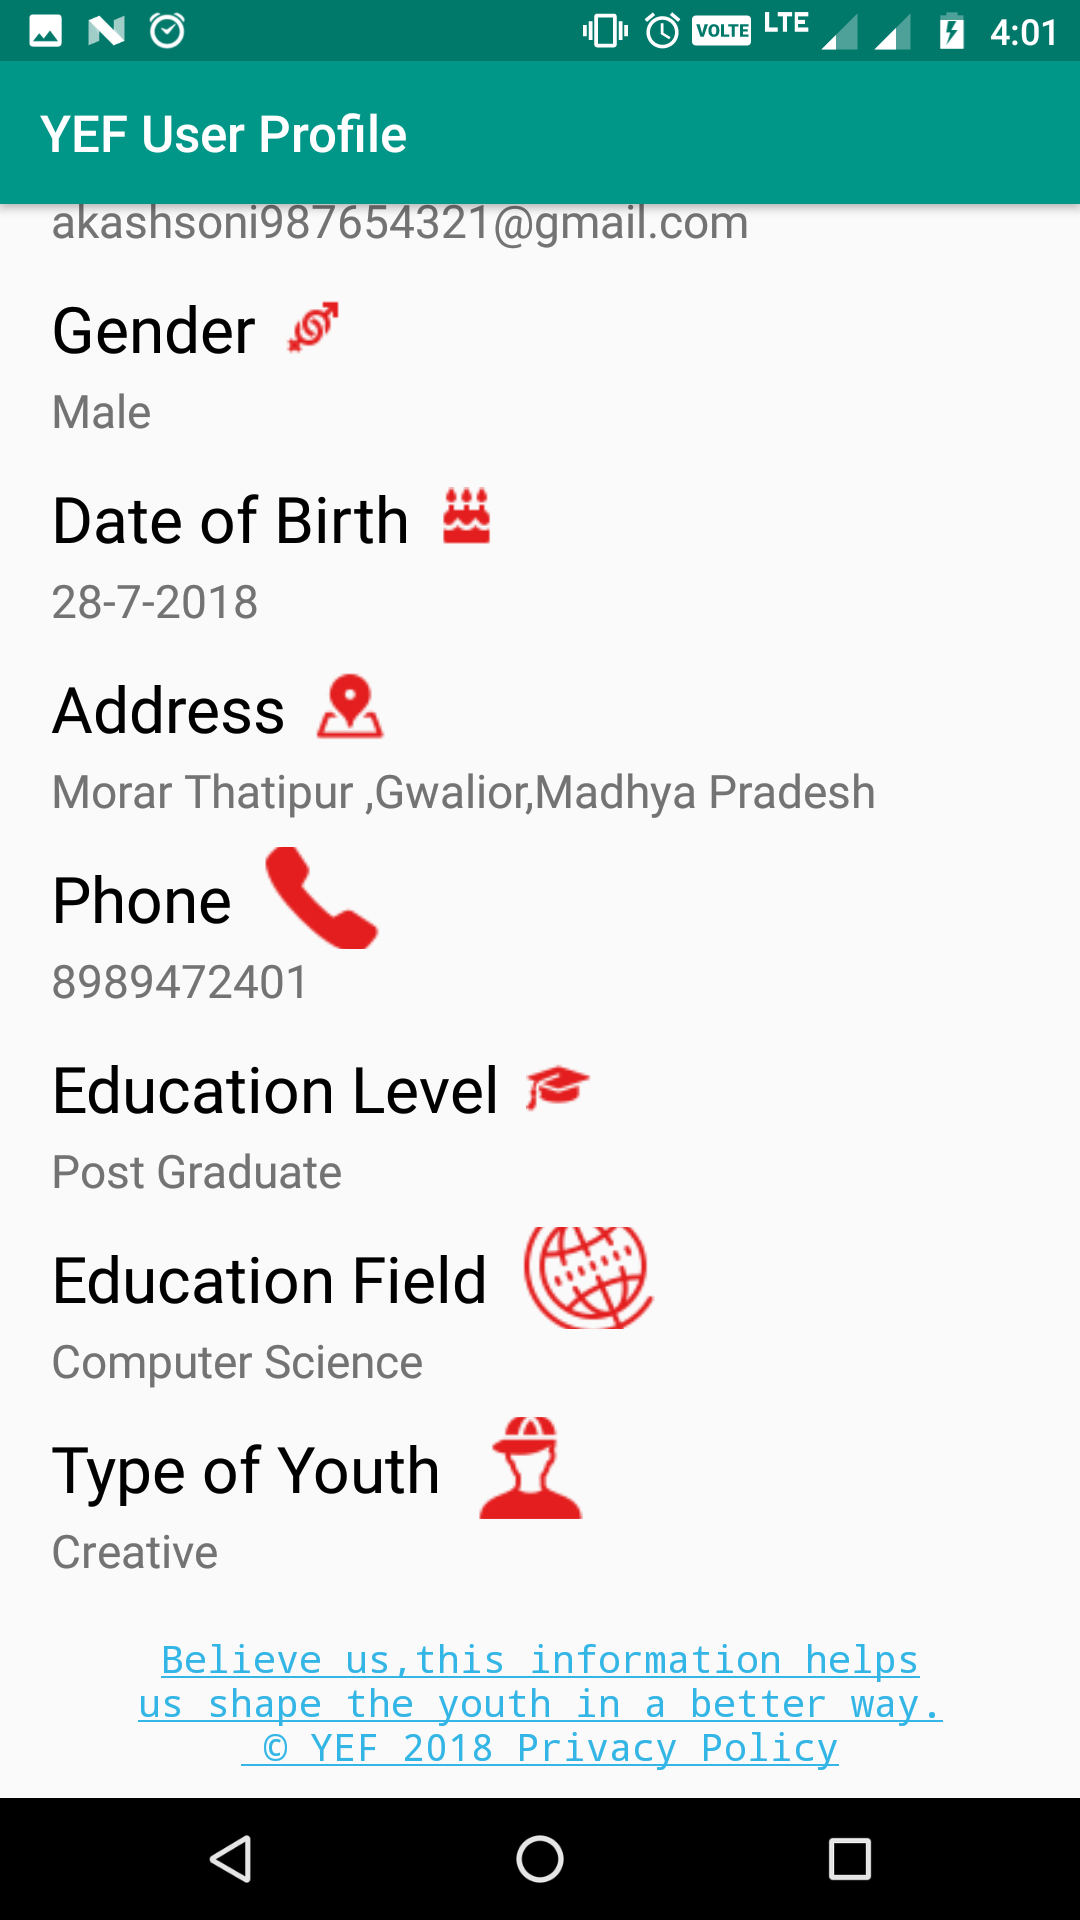 VOLTE LTE 4:01
YEF User Profile
akashsoni987654321@gmail.com
Gender
Male
Date of Birth
28-7-2018
Address
Morar Thatipur ,Gwalior,Madhya Pradesh
Phone
8989472401
Education Level
Post Graduate
Education Field
Computer Science
Type of Youth
Creative
Believe us,this information helps
us shape the youth in a better way.
© YEF 2018 Privacy Policy